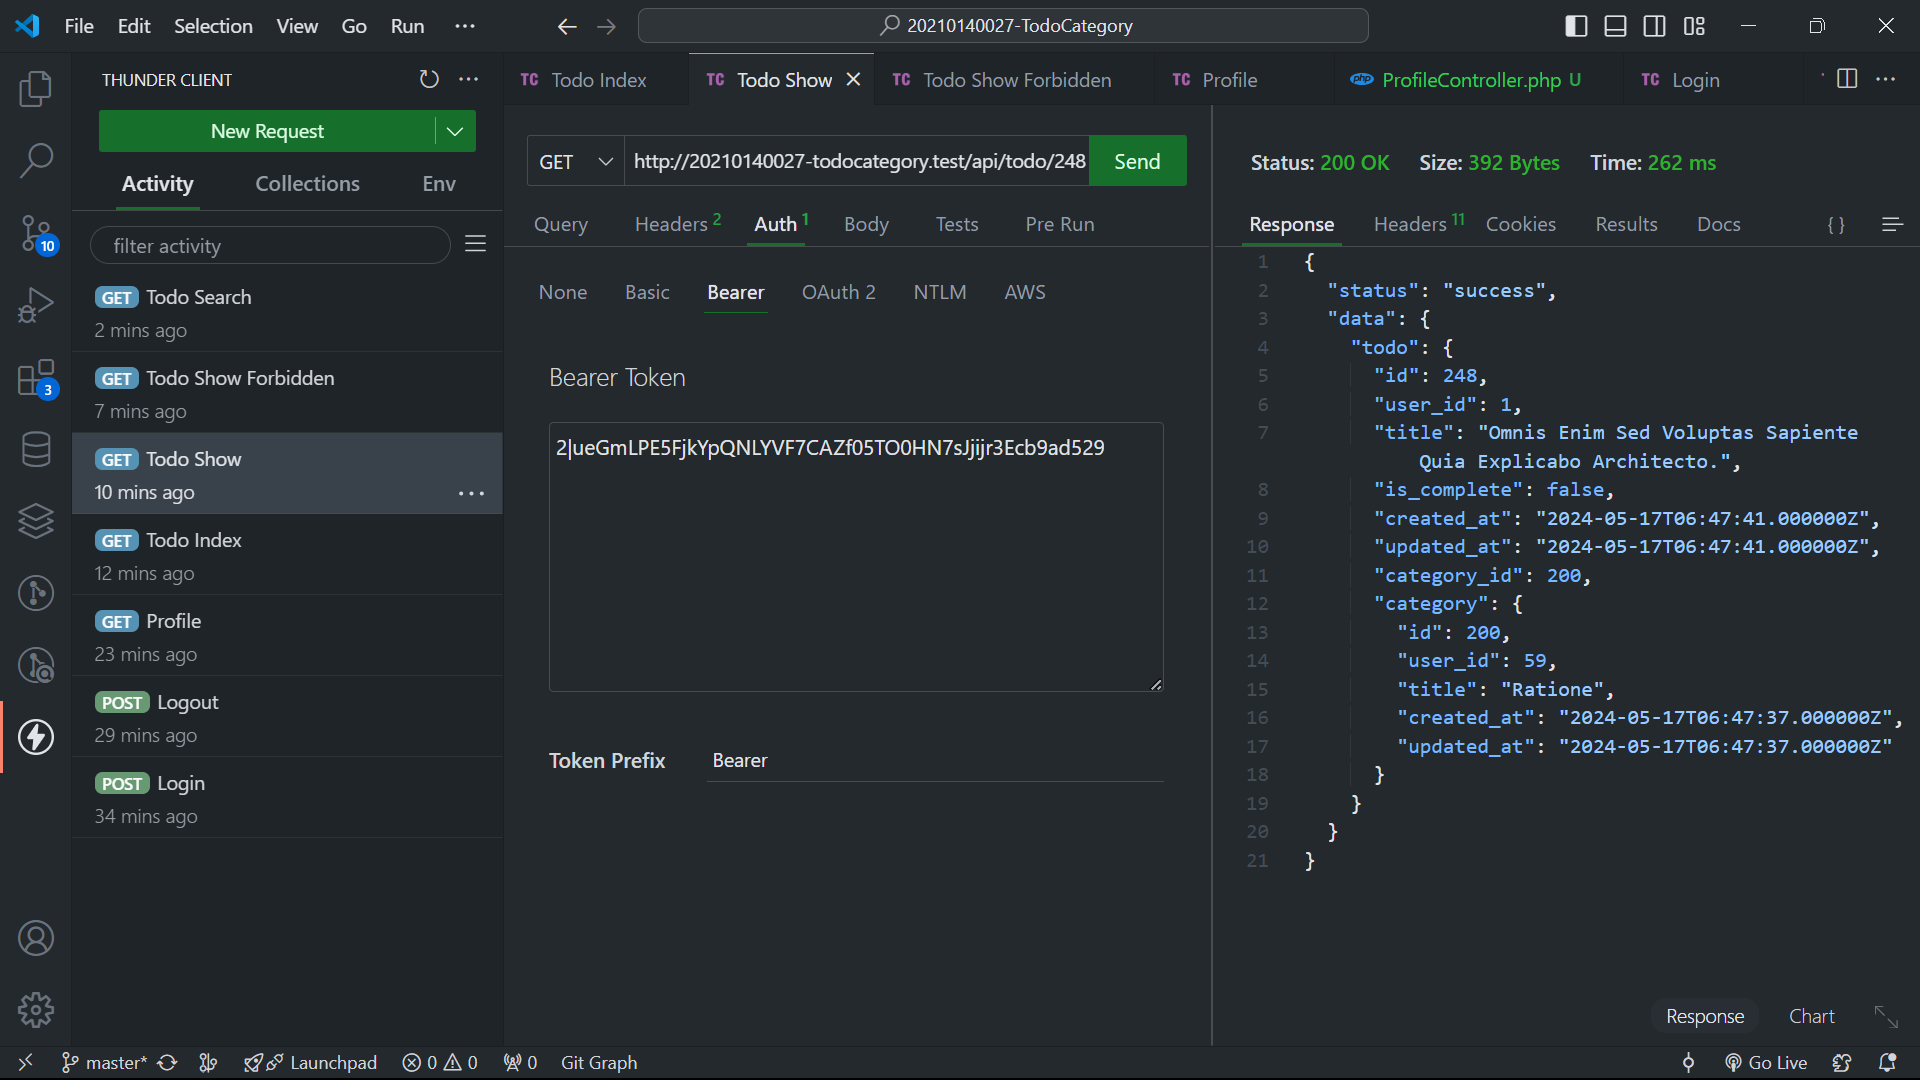 File Edit Selection View Go Run ···
20210140027-TodoCategory
THUNDER CLIENT
New Request
Activity Collections Env
filter activity
GET Todo Search
2 mins ago
GET Todo Show Forbidden
7 mins ago
GET Todo Show
10 mins ago
GET Todo Index
12 mins ago
GET Profile
23 mins ago
POST Logout
29 mins ago
POST Login
34 mins ago
10
3
TC Todo Index TC Todo Show TC Todo Show Forbidden TC Profile php ProfileController.php U TC Login
GET http://20210140027-todocategory.test/api/todo/248 Send
Query Headers 2 Auth 1 Body Tests Pre Run
None Basic Bearer OAuth 2 NTLM AWS
Bearer Token
2|ueGmLPE5FjkYpQNLYVF7CAZf05TO0HN7sJjijr3Ecb9ad529
Token Prefix Bearer
Status: 200 OK Size: 392 Bytes Time: 262 ms
Response Headers 11 Cookies Results Docs { }
1 {
2 "status": "success",
3 "data": {
4 "todo": {
5 "id": 248,
6 "user_id": 1,
7 "title": "Omnis Enim Sed Voluptas Sapiente
Quia Explicabo Architecto.",
8 "is_complete": false,
9 "created_at": "2024-05-17T06:47:41.000000Z",
10 "updated_at": "2024-05-17T06:47:41.000000Z",
11 "category_id": 200,
12 "category": {
13 "id": 200,
14 "user_id": 59,
15 "title": "Ratione",
16 "created_at": "2024-05-17T06:47:37.000000Z",
17 "updated_at": "2024-05-17T06:47:37.000000Z"
18 }
19 }
20 }
21 }
Response Chart
master* Launchpad 0 0 0 Git Graph Go Live